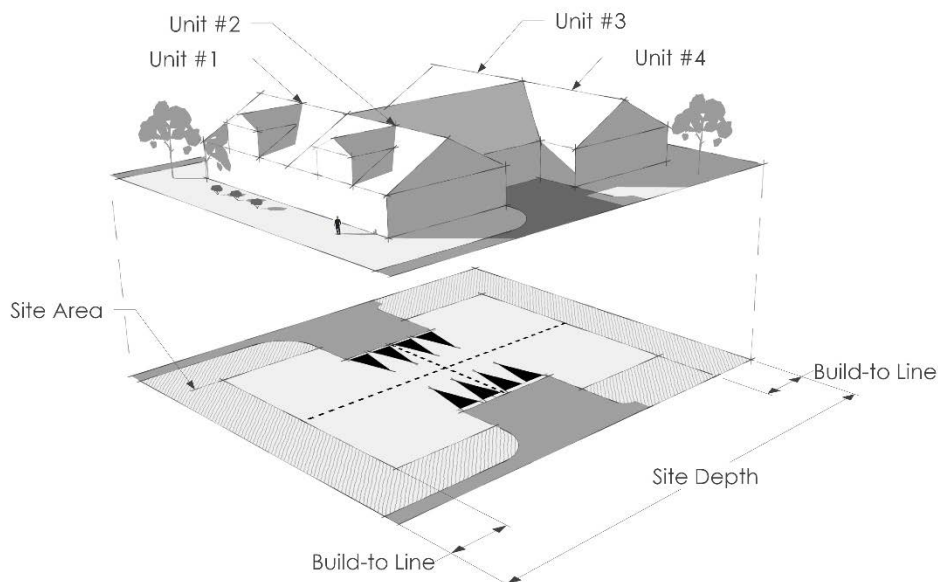 Unit #2
Unit #3
Unit #1
Unit #4
Site Area
Build-to Line
Site Depth
Build-to Line